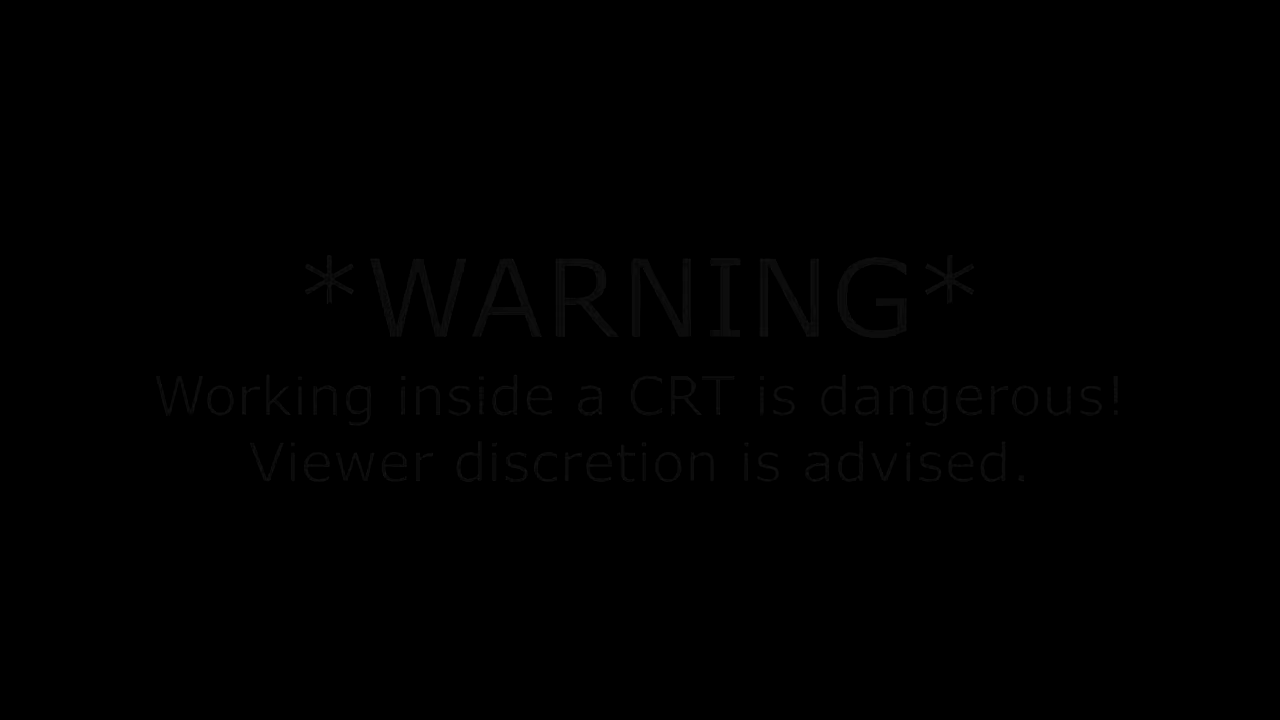 *WARNING*
Working inside a CRT is dangerous!
Viewer discretion is advised.